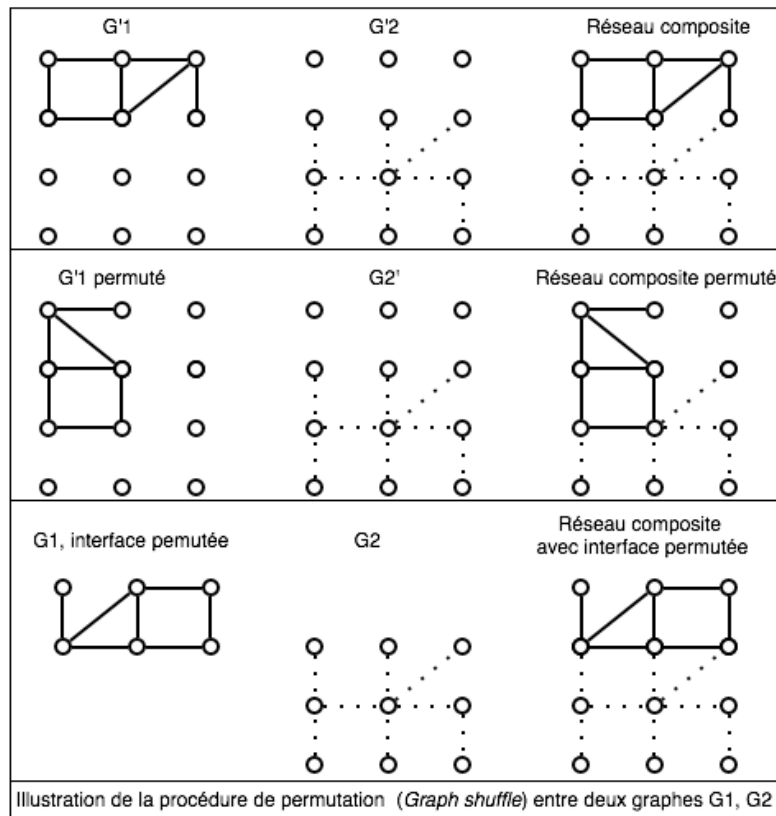 G'1
G'2
Réseau composite
G'1 permuté
G2'
Réseau composite permuté
G1, interface pemutée
G2
Réseau composite
avec interface permutée
Illustration de la procédure de permutation (Graph shuffle) entre deux graphes G1, G2